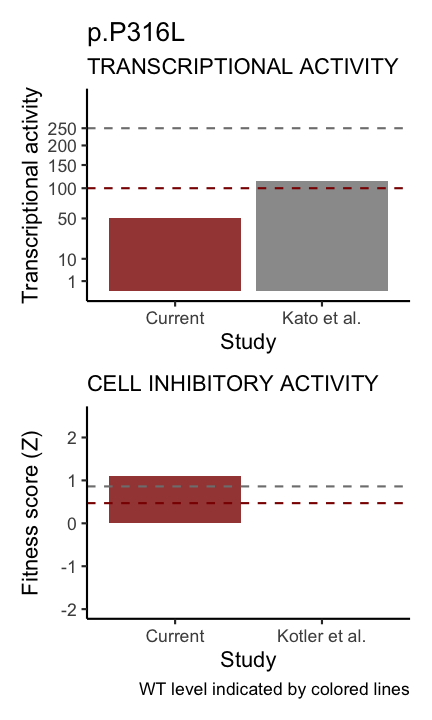 p.P316L
TRANSCRIPTIONAL ACTIVITY
Transcriptional activity
250
200
150
100
50
10
1
Current
Kato et al.
Study
CELL INHIBITORY ACTIVITY
Fitness score (Z)
2
1
0
-1
-2
Current
Kotler et al.
Study
WT level indicated by colored lines